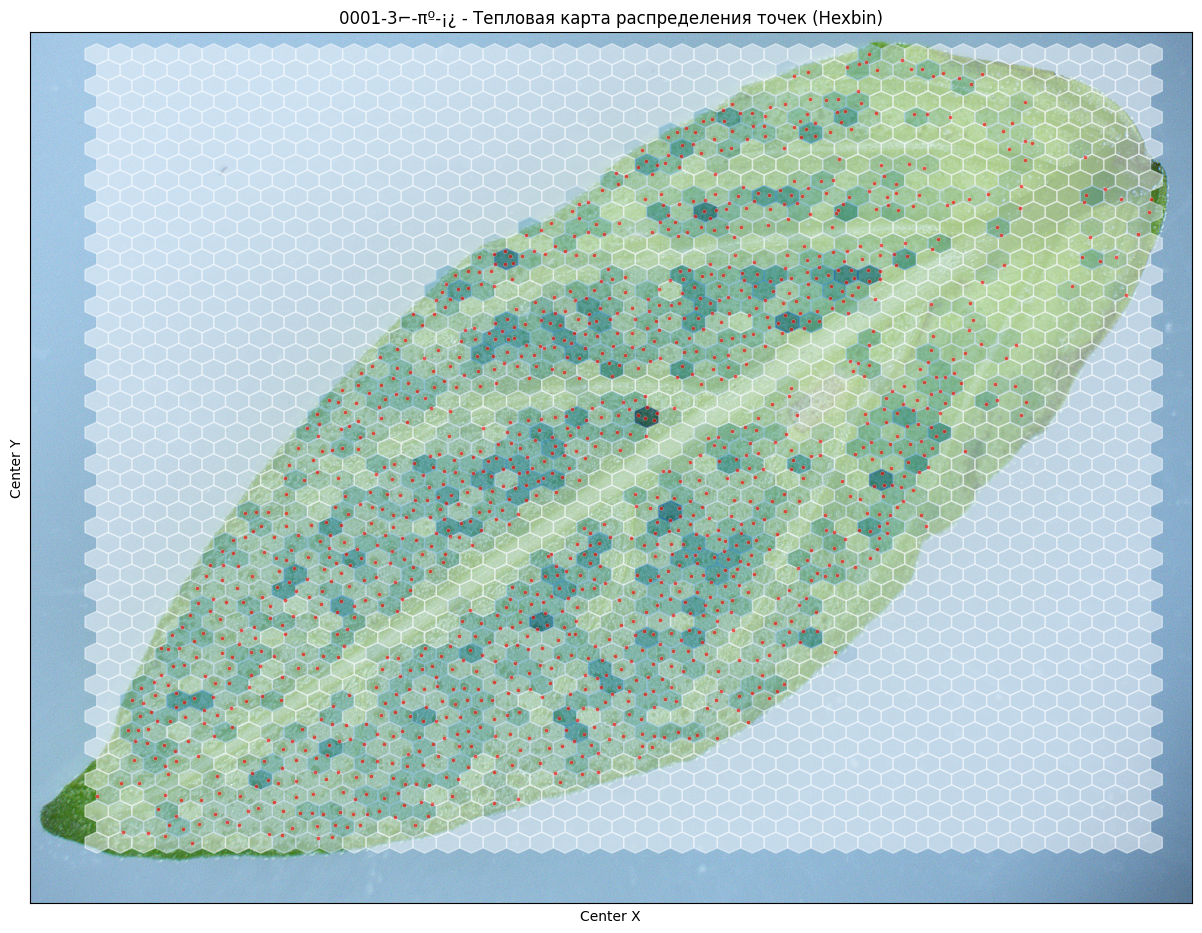 0001-3⌐-πº-¡¿ - Тепловая карта распределения точек (Hexbin)
Center Y
Center X